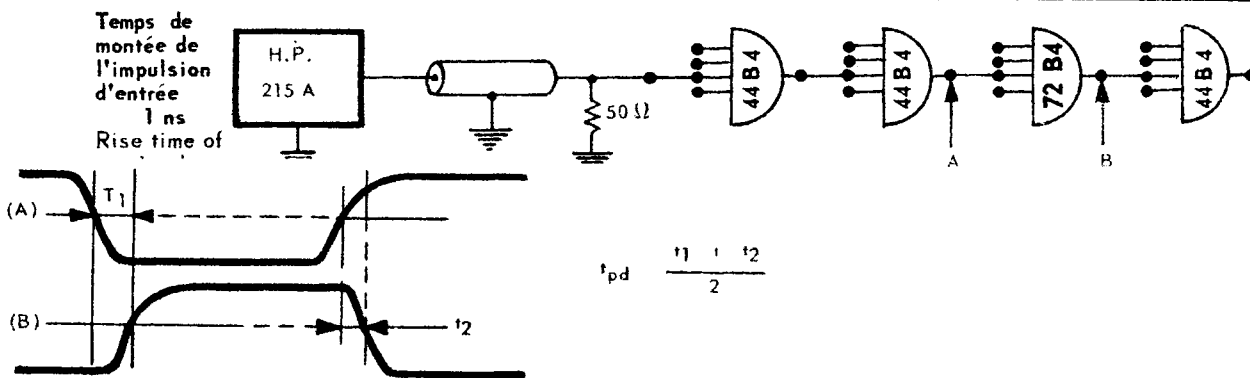 Temps de
montée de
l'impulsion
d'entrée
1 ns
Rise time of
H.P.
215 A
50 Ω
44 B 4
44 B 4
72 B4
44 B 4
A
B
(A)
T1
(B)
t2
tpd t1 t2
2